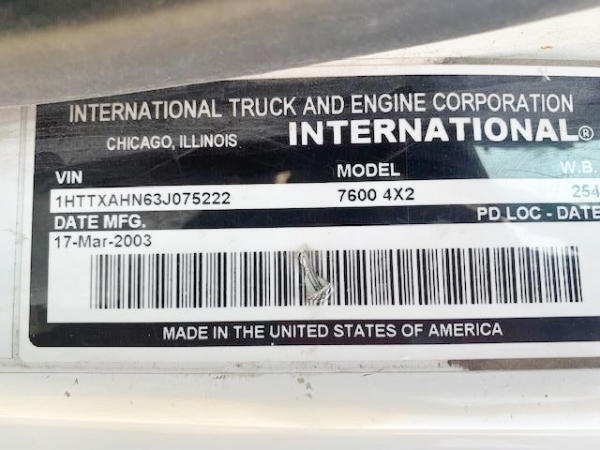 INTERNATIONAL TRUCK AND ENGINE CORPORATION
CHICAGO, ILLINOIS. INTERNATIONAL®
VIN MODEL W.B.
1HTTXAHN63J075222 7600 4X2 254
DATE MFG. PD LOC - DATE
17-Mar-2003
MADE IN THE UNITED STATES OF AMERICA